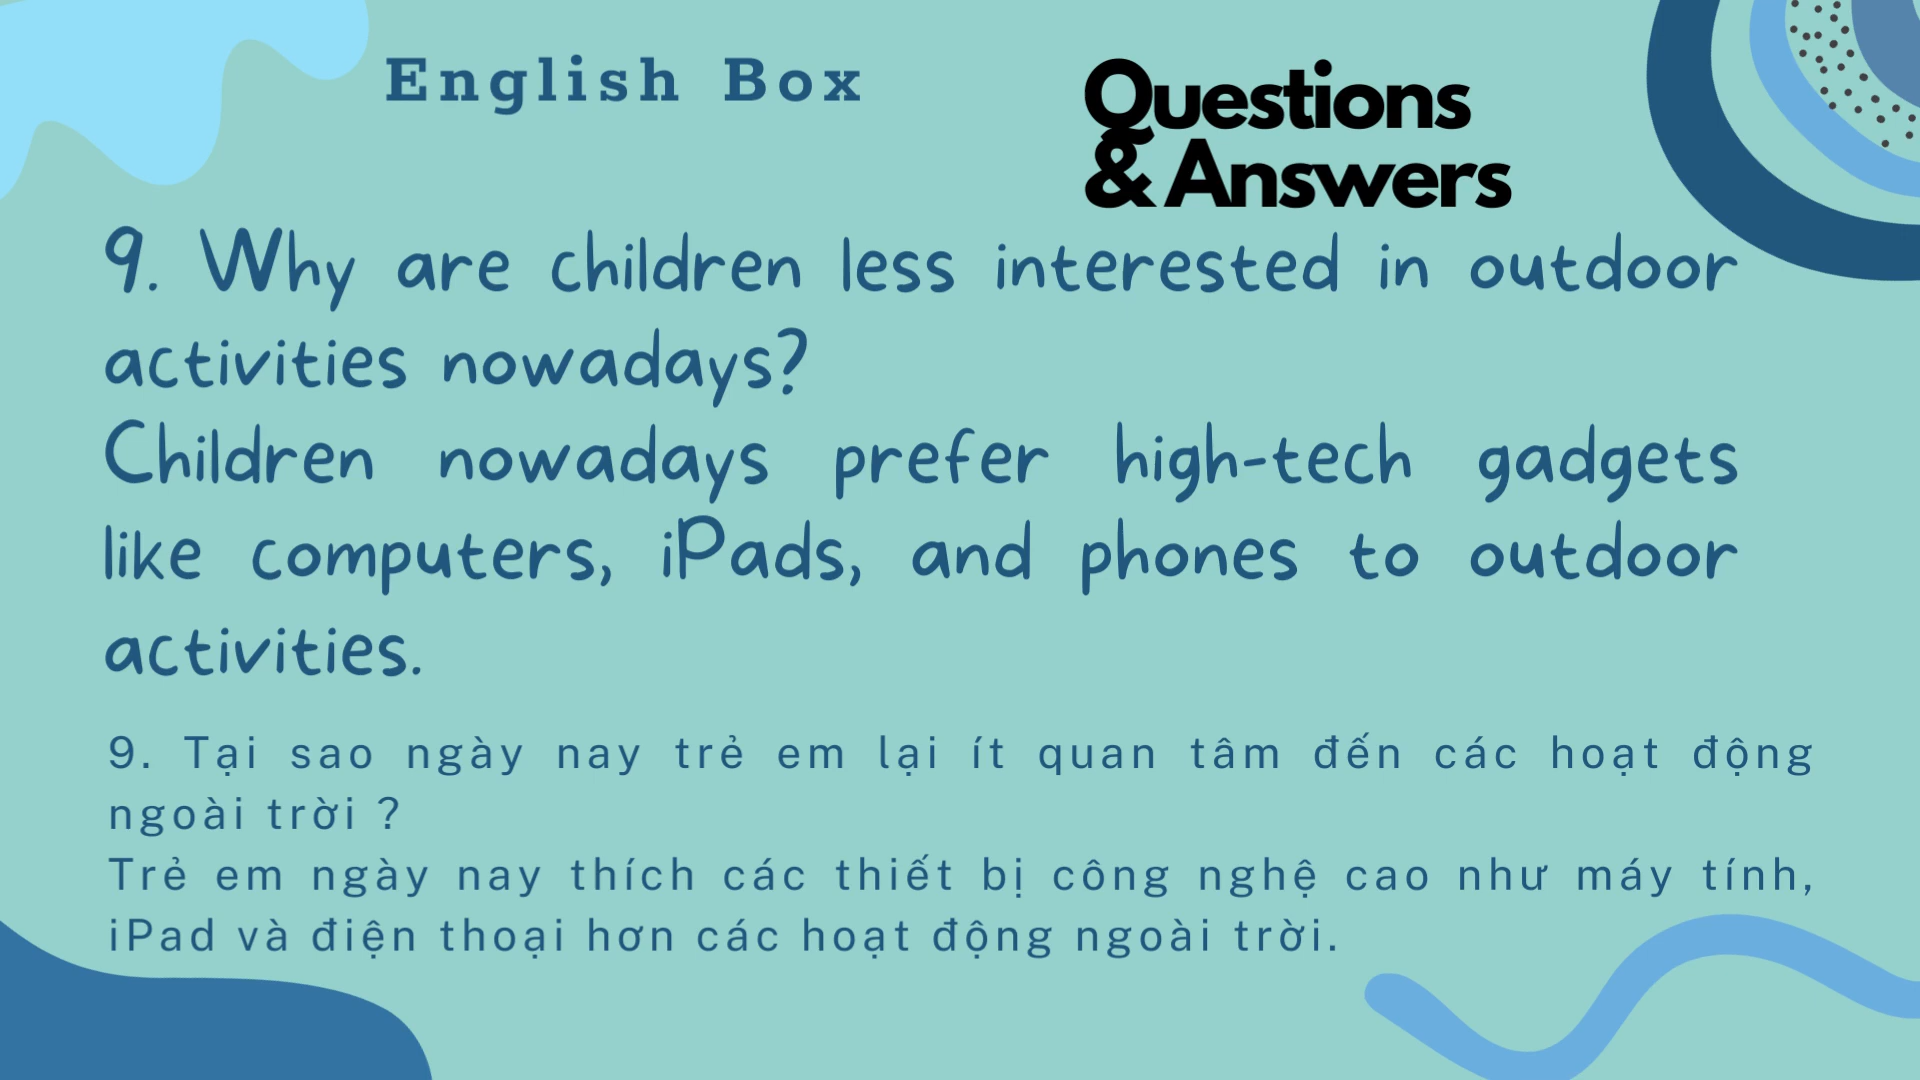 English Box
Questions
& Answers
9. Why are children less interested in outdoor
activities nowadays?
Children nowadays prefer high-tech gadgets
like computers, iPads, and phones to outdoor
activities.
9. Tại sao ngày nay trẻ em lại ít quan tâm đến các hoạt động
ngoài trời ?
Trẻ em ngày nay thích các thiết bị công nghệ cao như máy tính,
iPad và điện thoại hơn các hoạt động ngoài trời.